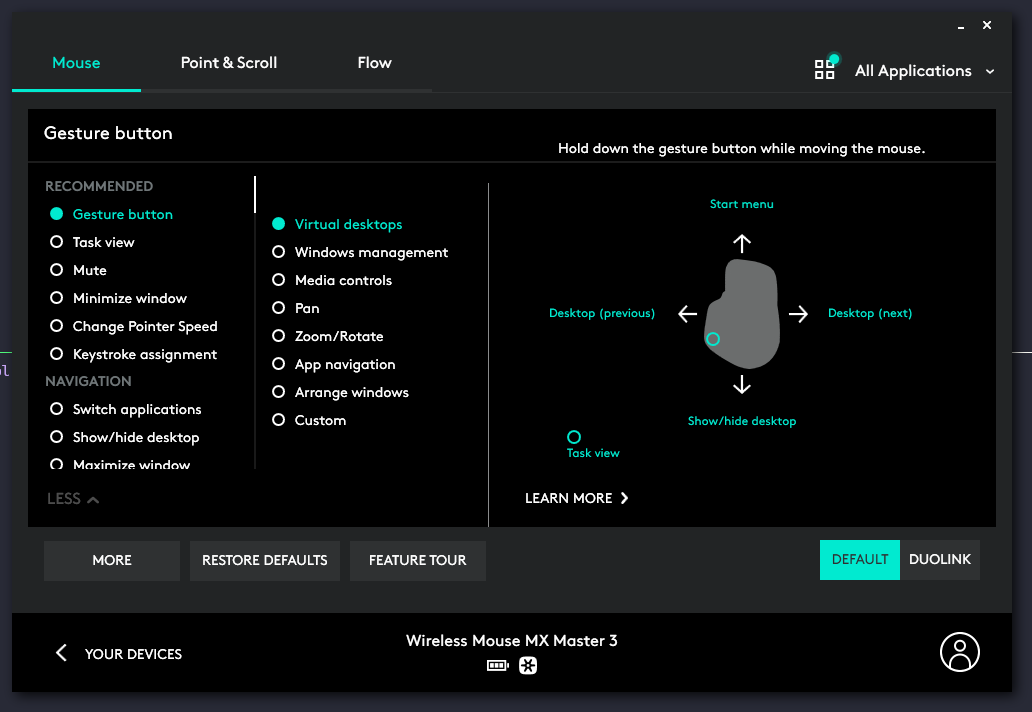 Mouse
Point & Scroll
Flow
All Applications
Gesture button
Hold down the gesture button while moving the mouse.
RECOMMENDED
Gesture button
Task view
Mute
Minimize window
Change Pointer Speed
Keystroke assignment
NAVIGATION
Switch applications
Show/hide desktop
Maximize window
LESS
Virtual desktops
Windows management
Media controls
Pan
Zoom/Rotate
App navigation
Arrange windows
Custom
Start menu
Desktop (previous)
Desktop (next)
Show/hide desktop
Task view
LEARN MORE
MORE
RESTORE DEFAULTS
FEATURE TOUR
DEFAULT
DUOLINK
YOUR DEVICES
Wireless Mouse MX Master 3